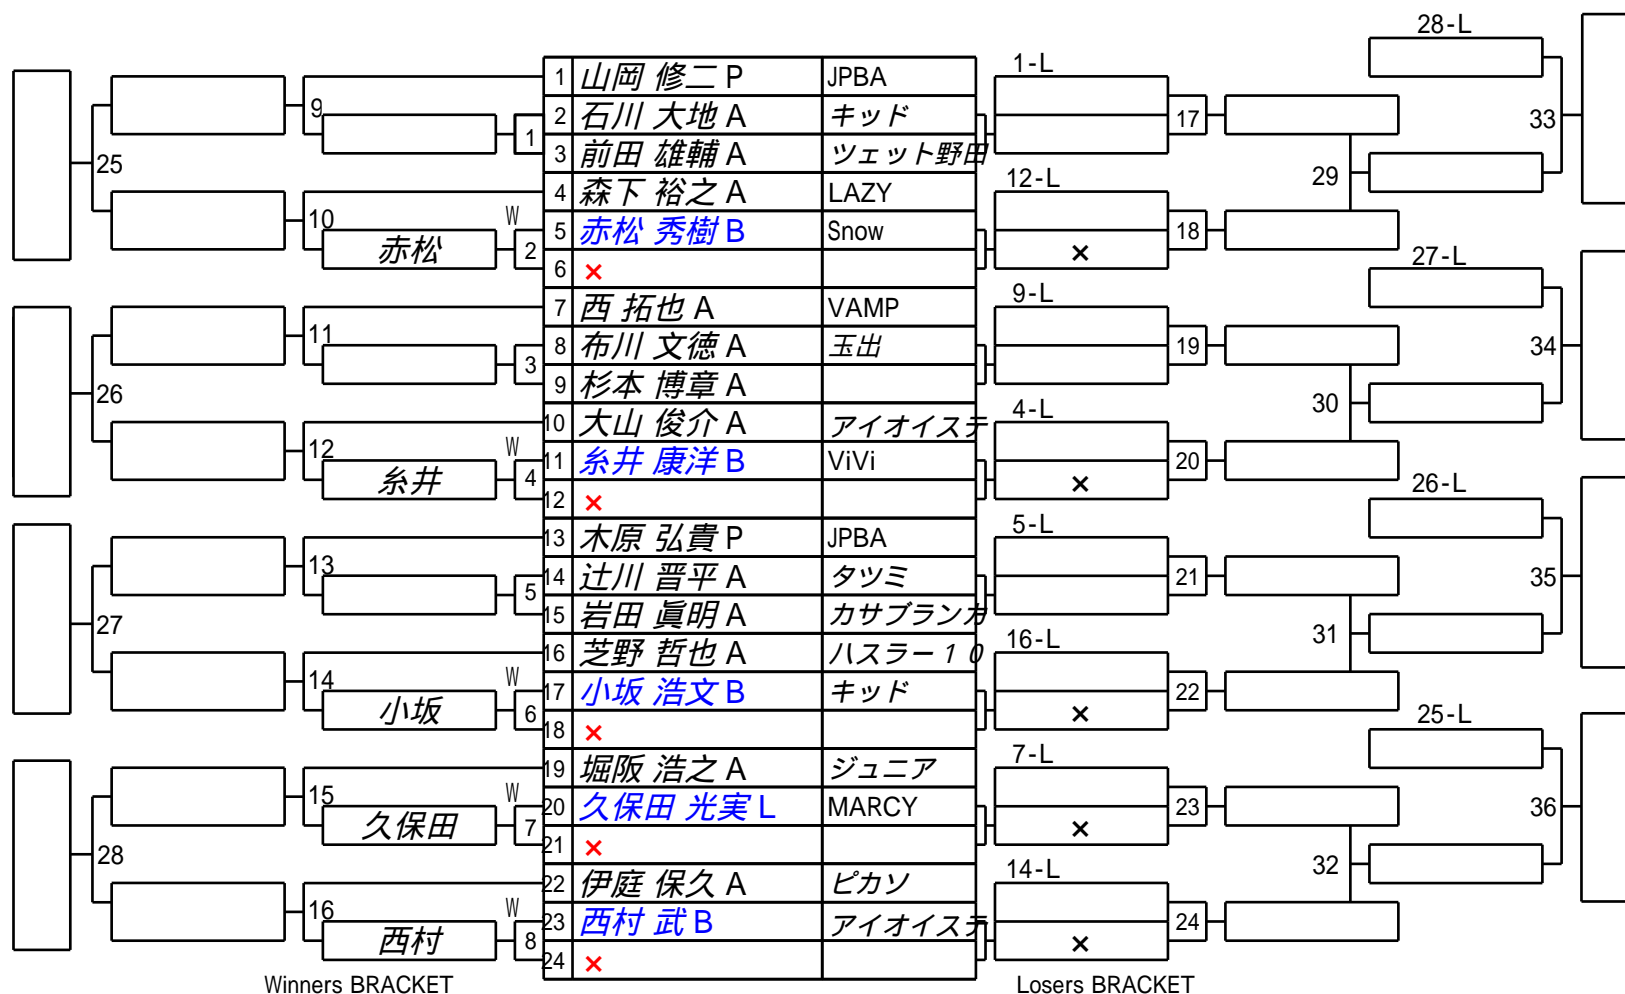 28-L
1 山岡 修二 P JPBA 1-L
9 2 石川 大地 A キッド 17 33
1 3 前田 雄輔 A ツェット野田
25 4 森下 裕之 A LAZY 12-L 29
10 W 5 赤松 秀樹 B Snow 18
赤松 2 6 × × 27-L
7 西 拓也 A VAMP 9-L
11 8 布川 文徳 A 玉出 19 34
3 9 杉本 博章 A
26 10 大山 俊介 A アイオイステ 4-L 30
12 W 11 糸井 康洋 B ViVi 20
糸井 4 12 × × 26-L
13 木原 弘貴 P JPBA 5-L
13 14 辻川 晋平 A タツミ 21 35
5 15 岩田 眞明 A カサブランカ
27 16 芝野 哲也 A ハスラー１０ 16-L 31
14 W 17 小坂 浩文 B キッド 22
小坂 6 18 × × 25-L
19 堀阪 浩之 A ジュニア 7-L
15 W 20 久保田 光実 L MARCY 23 36
久保田 7 21 × ×
28 22 伊庭 保久 A ピカソ 14-L 32
16 W 23 西村 武 B アイオイステ 24
西村 8 24 × ×
Winners BRACKET Losers BRACKET